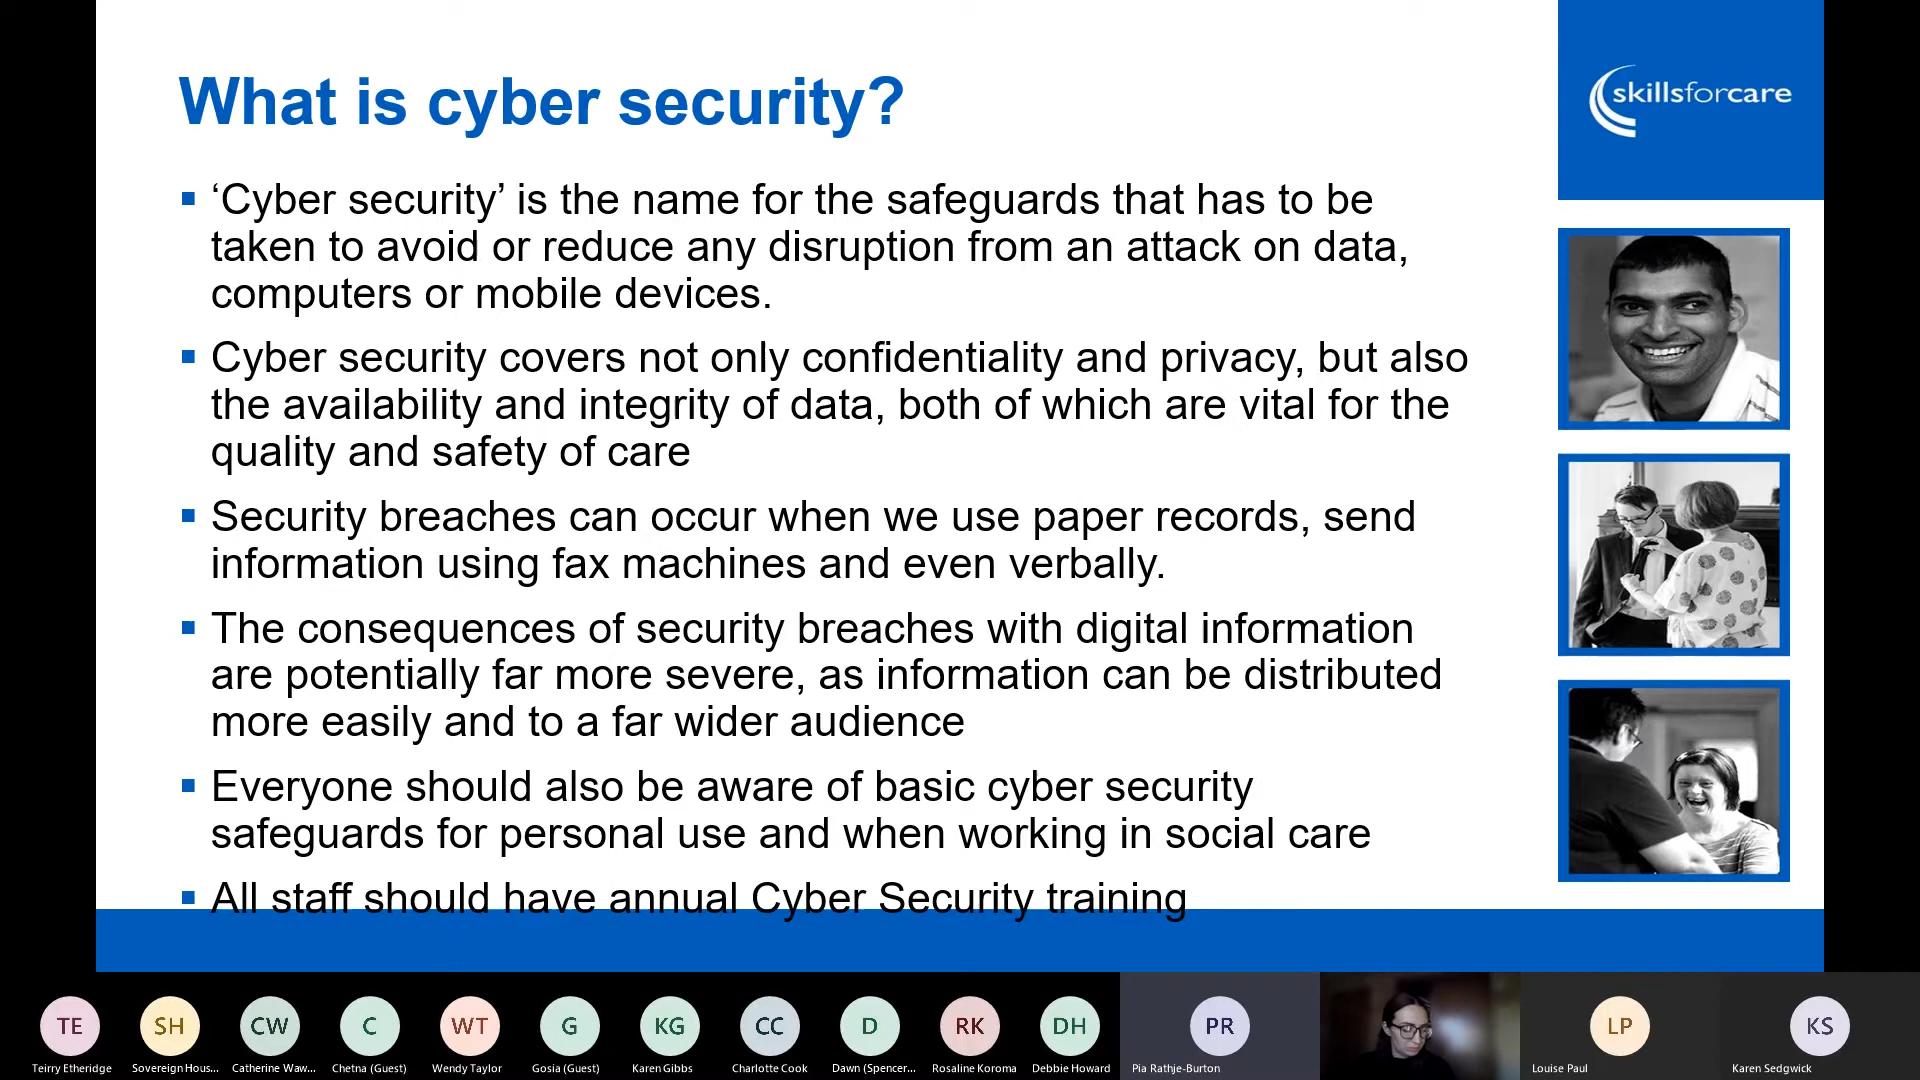 What is cyber security?
skillsforcare
▪ ‘Cyber security’ is the name for the safeguards that has to be
taken to avoid or reduce any disruption from an attack on data,
computers or mobile devices.
▪ Cyber security covers not only confidentiality and privacy, but also
the availability and integrity of data, both of which are vital for the
quality and safety of care
▪ Security breaches can occur when we use paper records, send
information using fax machines and even verbally.
▪ The consequences of security breaches with digital information
are potentially far more severe, as information can be distributed
more easily and to a far wider audience
▪ Everyone should also be aware of basic cyber security
safeguards for personal use and when working in social care
▪ All staff should have annual Cyber Security training
TE SH CW C WT G KG CC D RK DH PR LP KS
Teirry Etheridge Sovereign Hous... Catherine Waw... Chetna (Guest) Wendy Taylor Gosia (Guest) Karen Gibbs Charlotte Cook Dawn (Spencer... Rosaline Koroma Debbie Howard Pia Rathje-Burton Louise Paul Karen Sedgwick